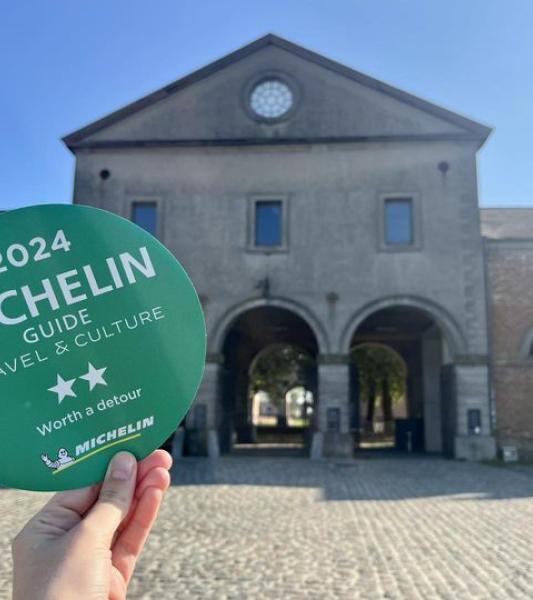 2024
CHELIN
GUIDE
AVEL & CULTURE
Worth a detour
MICHELIN